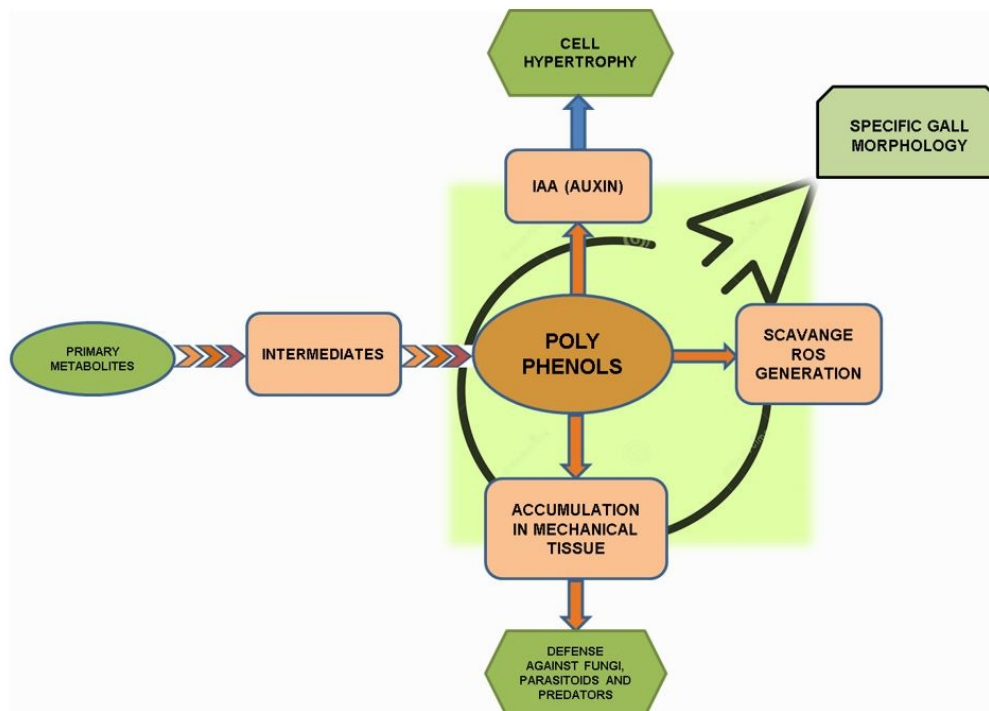 CELL
HYPERTROPHY
SPECIFIC GALL
MORPHOLOGY
IAA (AUXIN)
PRIMARY
METABOLITES
INTERMEDIATES
POLY
PHENOLS
SCAVANGE
ROS
GENERATION
ACCUMULATION
IN MECHANICAL
TISSUE
DEFENSE
AGAINST FUNGI,
PARASITOIDS AND
PREDATORS